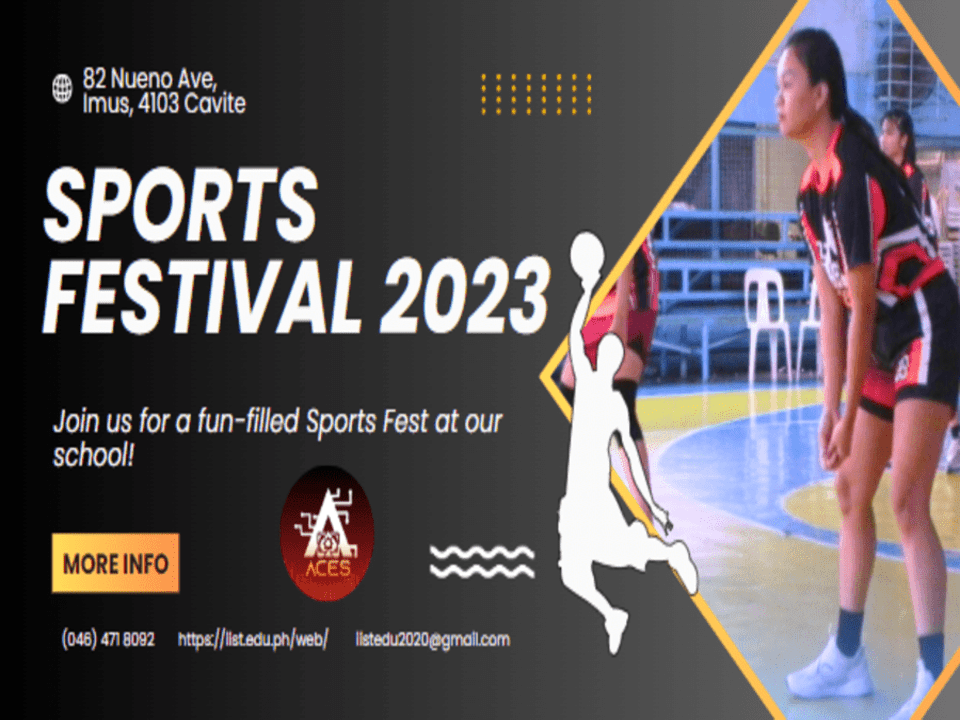 82 Nueno Ave,
Imus, 4103 Cavite
SPORTS
FESTIVAL 2023
Join us for a fun-filled Sports Fest at our
school!
ACES
MORE INFO
(046) 471 8092 https://list.edu.ph/web/ listedu2020@gmail.com